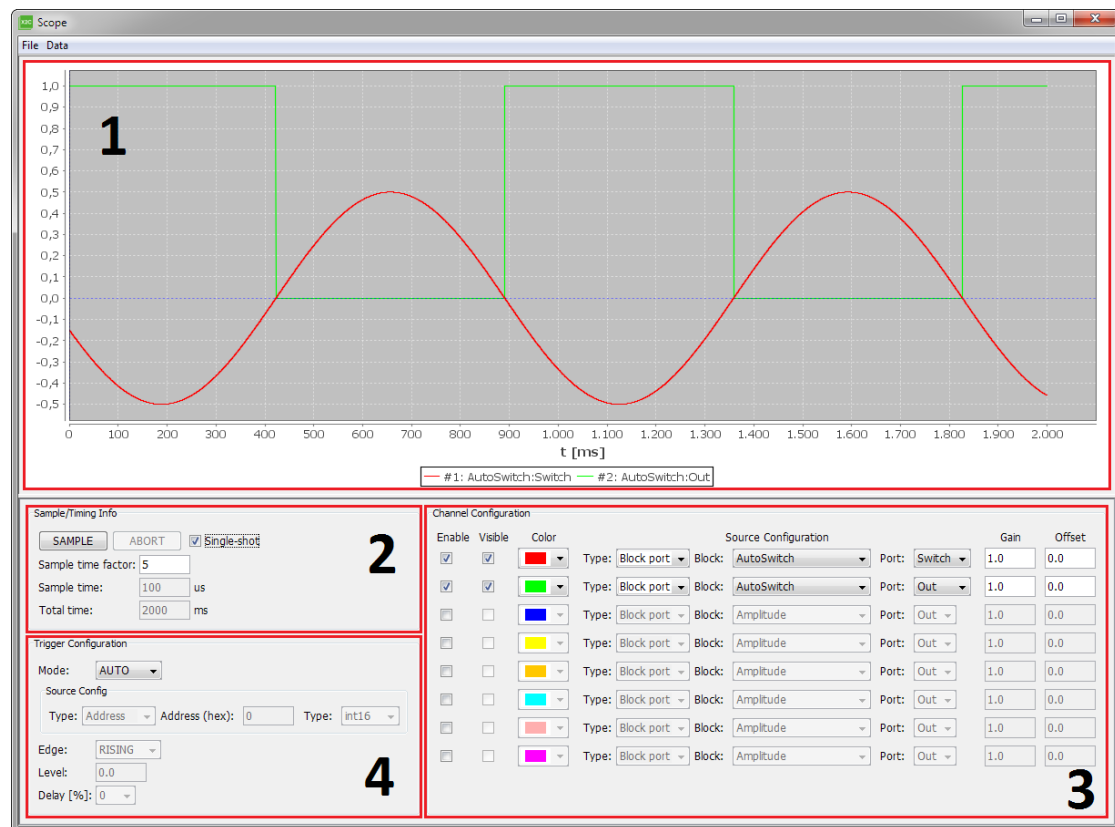 X2C Scope
File Data
1
1,0
0,9
0,8
0,7
0,6
0,5
0,4
0,3
0,2
0,1
0,0
-0,1
-0,2
-0,3
-0,4
-0,5
0 100 200 300 400 500 600 700 800 900 1.000 1.100 1.200 1.300 1.400 1.500 1.600 1.700 1.800 1.900 2.000
t [ms]
#1: AutoSwitch:Switch #2: AutoSwitch:Out
Sample/Timing Info
SAMPLE ABORT Single-shot
Sample time factor: 5
Sample time: 100 us
Total time: 2000 ms
2
Trigger Configuration
Mode: AUTO
Source Config
Type: Address Address (hex): 0 Type: int16
Edge: RISING
Level: 0.0
Delay [%]: 0
4
Channel Configuration
Enable Visible Color Source Configuration Gain Offset
Type: Block port Block: AutoSwitch Port: Switch 1.0 0.0
Type: Block port Block: AutoSwitch Port: Out 1.0 0.0
Type: Block port Block: Amplitude Port: Out 1.0 0.0
Type: Block port Block: Amplitude Port: Out 1.0 0.0
Type: Block port Block: Amplitude Port: Out 1.0 0.0
Type: Block port Block: Amplitude Port: Out 1.0 0.0
Type: Block port Block: Amplitude Port: Out 1.0 0.0
Type: Block port Block: Amplitude Port: Out 1.0 0.0
3